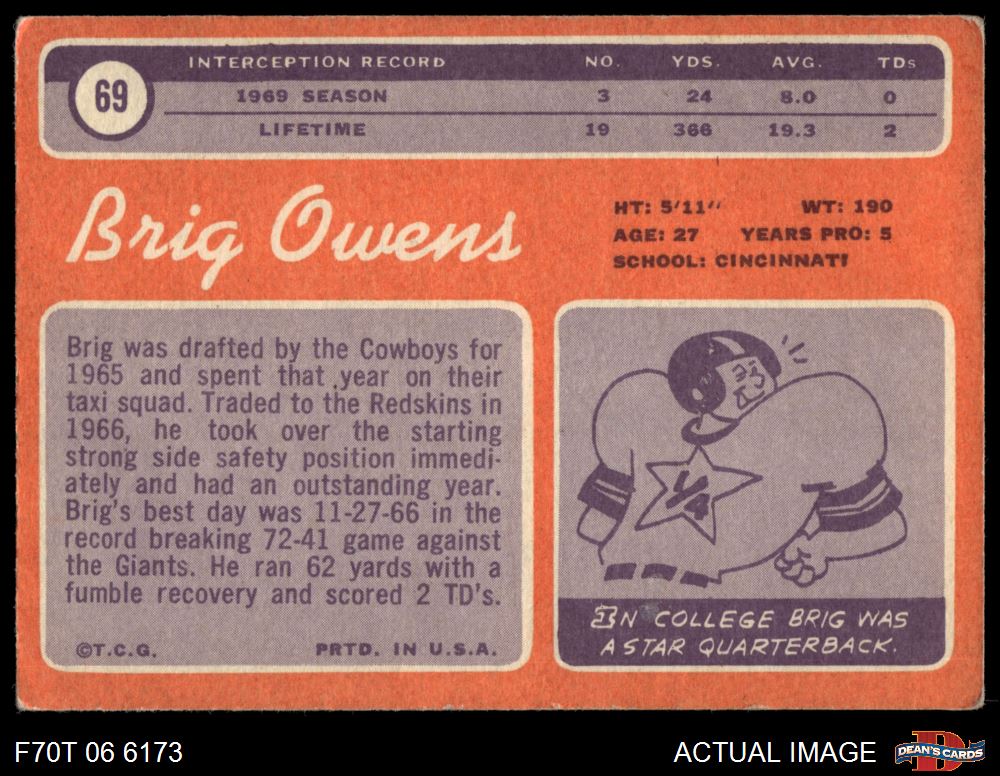 69
INTERCEPTION RECORD NO. YDS. AVG. TDs
1969 SEASON 3 24 8.0 0
LIFETIME 19 366 19.3 2
Brig Owens
HT: 5'11" WT: 190
AGE: 27 YEARS PRO: 5
SCHOOL: CINCINNATI
Brig was drafted by the Cowboys for
1965 and spent that year on their
taxi squad. Traded to the Redskins in
1966, he took over the starting
strong side safety position immedi-
ately and had an outstanding year.
Brig's best day was 11-27-66 in the
record breaking 72-41 game against
the Giants. He ran 62 yards with a
fumble recovery and scored 2 TD's.
©T.C.G. PRTD. IN U.S.A.
1/4
IN COLLEGE BRIG WAS
A STAR QUARTERBACK.
F70T 06 6173
ACTUAL IMAGE
DEAN'S CARDS